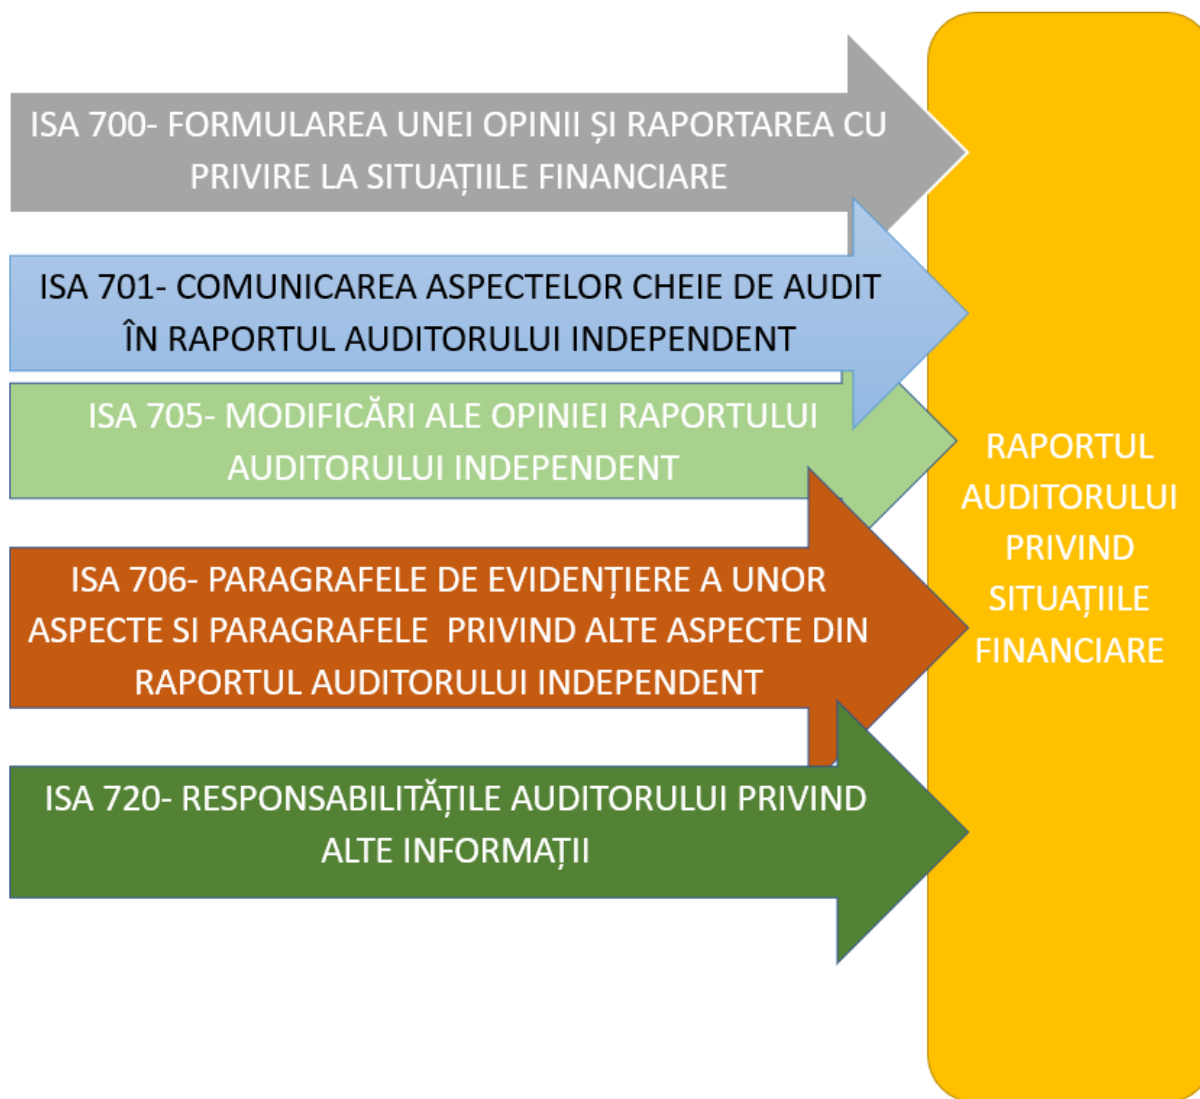 ISA 700- FORMULAREA UNEI OPINII ȘI RAPORTAREA CU
PRIVIRE LA SITUAȚIILE FINANCIARE
ISA 701- COMUNICAREA ASPECTELOR CHEIE DE AUDIT
ÎN RAPORTUL AUDITORULUI INDEPENDENT
ISA 705- MODIFICĂRI ALE OPINIEI RAPORTULUI
AUDITORULUI INDEPENDENT
ISA 706- PARAGRAFELE DE EVIDENȚIERE A UNOR
ASPECTE SI PARAGRAFELE PRIVIND ALTE ASPECTE DIN
RAPORTUL AUDITORULUI INDEPENDENT
ISA 720- RESPONSABILITĂȚILE AUDITORULUI PRIVIND
ALTE INFORMAȚII
RAPORTUL
AUDITORULUI
PRIVIND
SITUAȚIILE
FINANCIARE